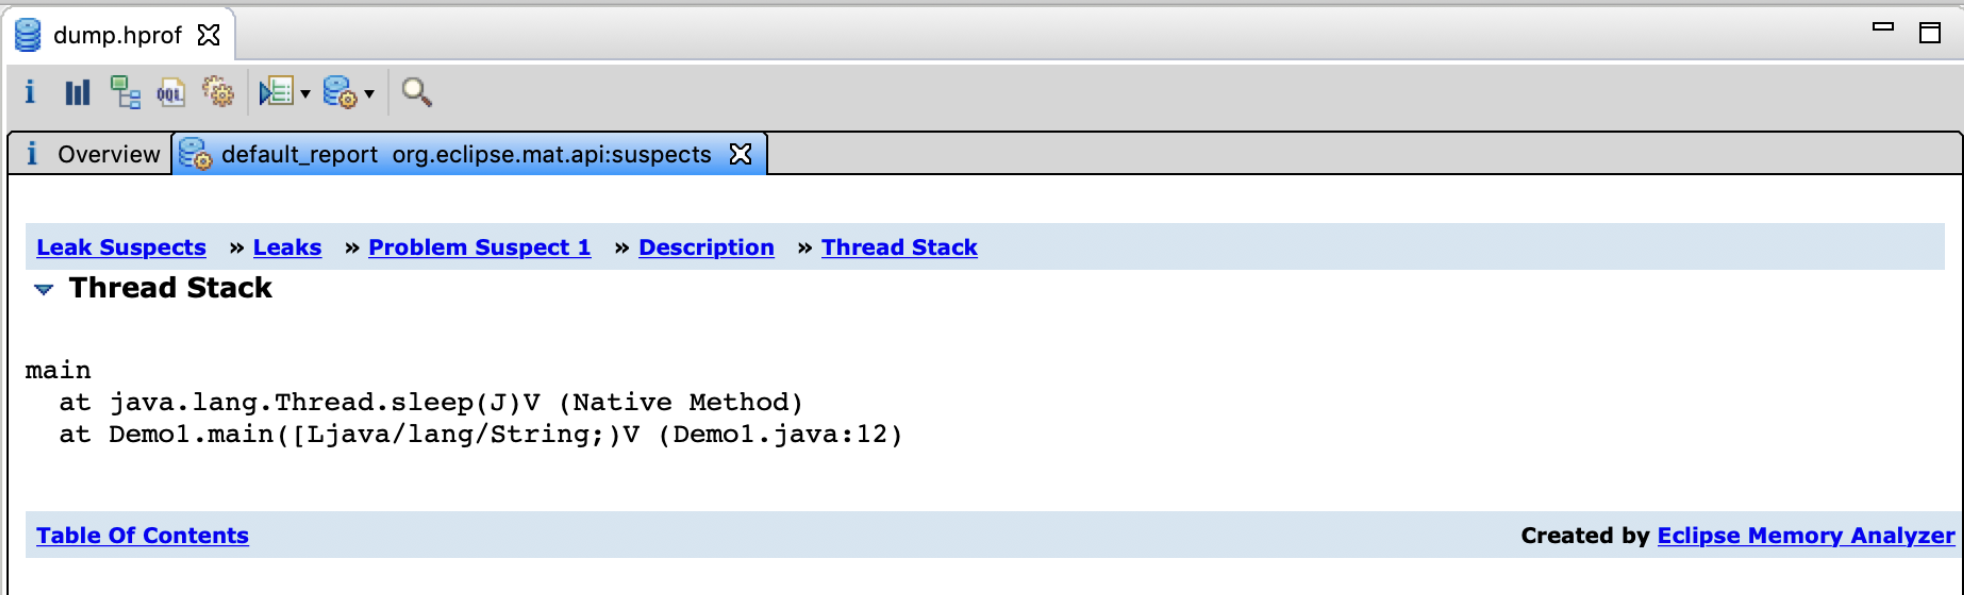 dump.hprof
i OQL
i Overview default_report org.eclipse.mat.api:suspects
Leak Suspects » Leaks » Problem Suspect 1 » Description » Thread Stack
Thread Stack
main
at java.lang.Thread.sleep(J)V (Native Method)
at Demo1.main([Ljava/lang/String;)V (Demo1.java:12)
Table Of Contents Created by Eclipse Memory Analyzer